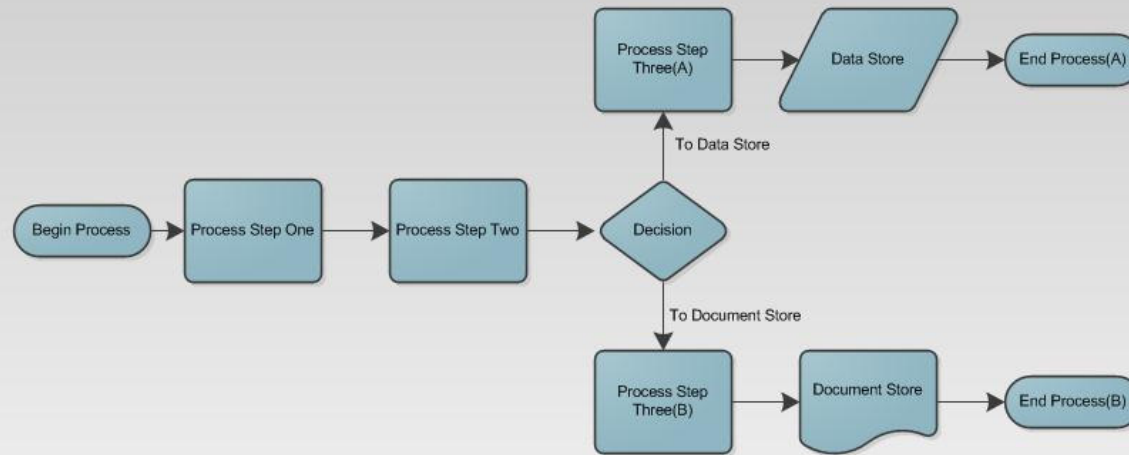 Process Step
Three(A)
Data Store
End Process(A)
To Data Store
Begin Process
Process Step One
Process Step Two
Decision
To Document Store
Process Step
Three(B)
Document Store
End Process(B)